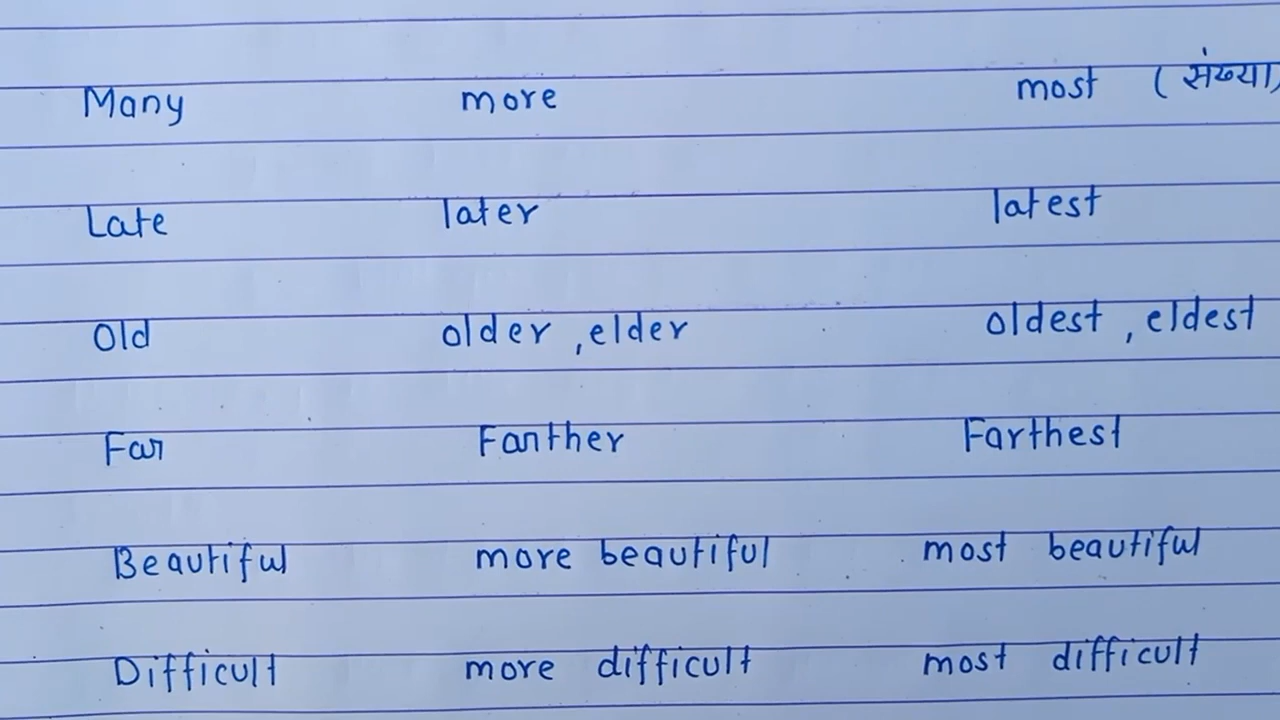 Many more most (संख्या)
Late later latest
Old older, elder oldest, eldest
Far Farther Farthest
Beautiful more beautiful most beautiful
Difficult more difficult most difficult